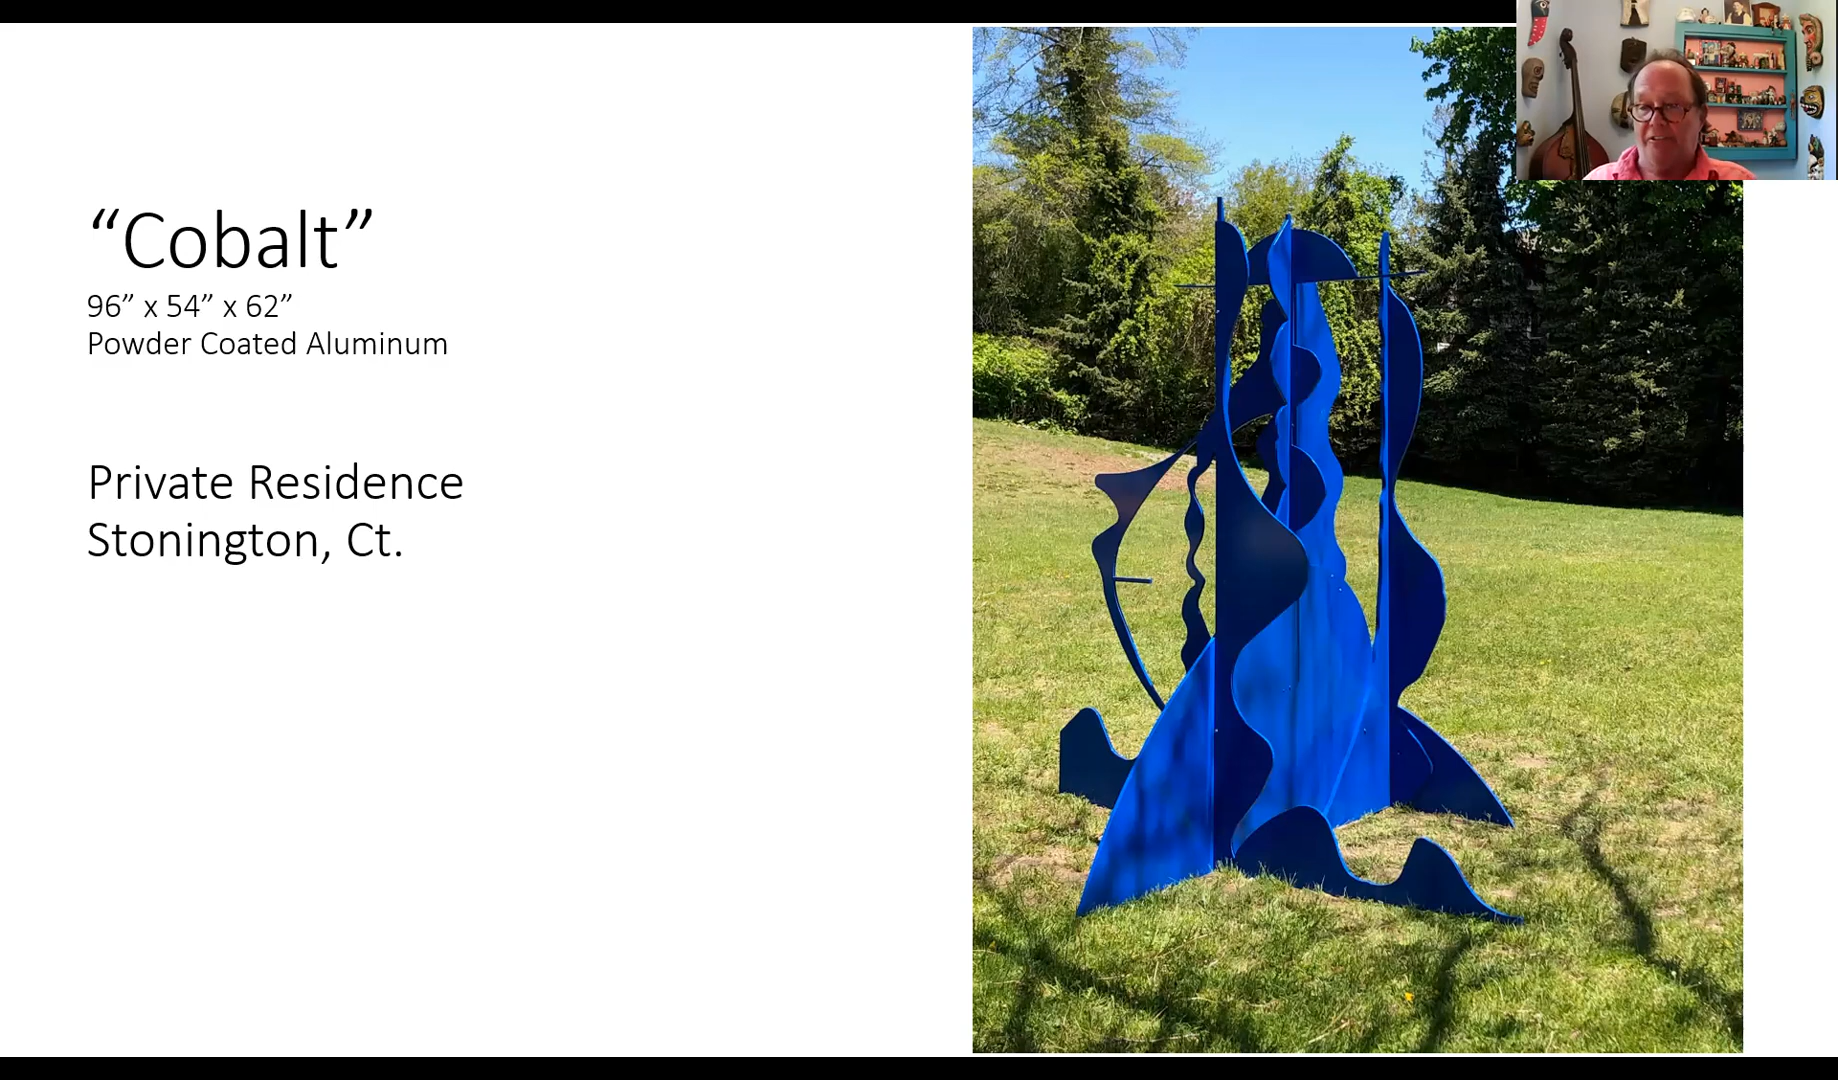 “Cobalt”
96” x 54” x 62”
Powder Coated Aluminum
Private Residence
Stonington, Ct.